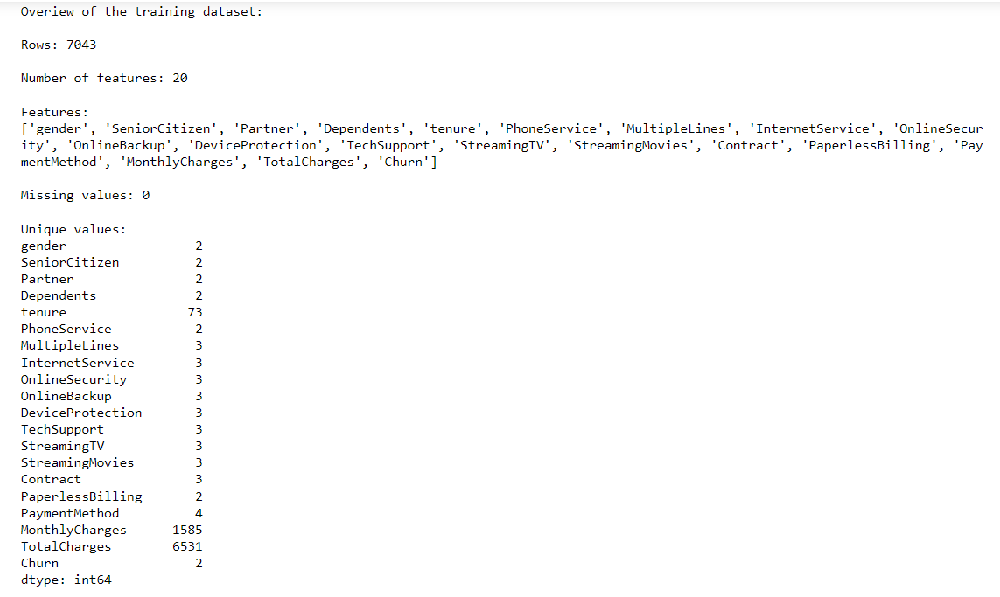 Overiew of the training dataset:
Rows: 7043
Number of features: 20
Features:
['gender', 'SeniorCitizen', 'Partner', 'Dependents', 'tenure', 'PhoneService', 'MultipleLines', 'InternetService', 'OnlineSecur
ity', 'OnlineBackup', 'DeviceProtection', 'TechSupport', 'StreamingTV', 'StreamingMovies', 'Contract', 'PaperlessBilling', 'Pay
mentMethod', 'MonthlyCharges', 'TotalCharges', 'Churn']
Missing values: 0
Unique values:
gender 2
SeniorCitizen 2
Partner 2
Dependents 2
tenure 73
PhoneService 2
MultipleLines 3
InternetService 3
OnlineSecurity 3
OnlineBackup 3
DeviceProtection 3
TechSupport 3
StreamingTV 3
StreamingMovies 3
Contract 3
PaperlessBilling 2
PaymentMethod 4
MonthlyCharges 1585
TotalCharges 6531
Churn 2
dtype: int64